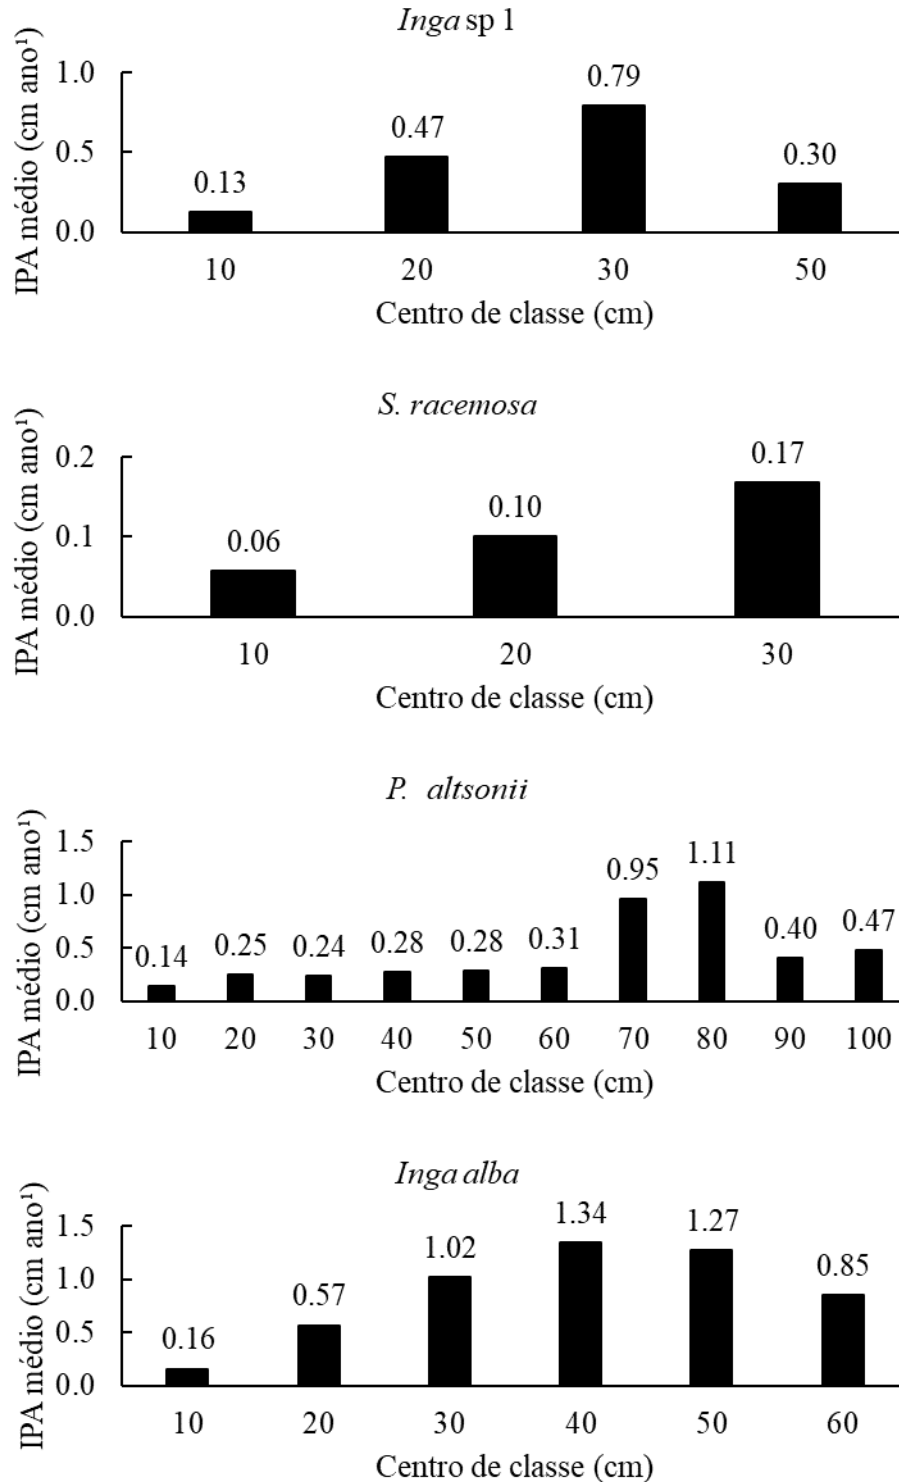 Inga sp 1
IPA médio (cm ano¹)
1.0
0.5
0.0
0.13
0.47
0.79
0.30
10 20 30 50
Centro de classe (cm)
S. racemosa
IPA médio (cm ano¹)
0.2
0.1
0.0
0.06
0.10
0.17
10 20 30
Centro de classe (cm)
P. altsonii
IPA médio (cm ano¹)
1.5
1.0
0.5
0.0
0.14 0.25 0.24 0.28 0.28 0.31 0.95 1.11 0.40 0.47
10 20 30 40 50 60 70 80 90 100
Centro de classe (cm)
Inga alba
IPA médio (cm ano¹)
1.5
1.0
0.5
0.0
0.16 0.57 1.02 1.34 1.27 0.85
10 20 30 40 50 60
Centro de classe (cm)